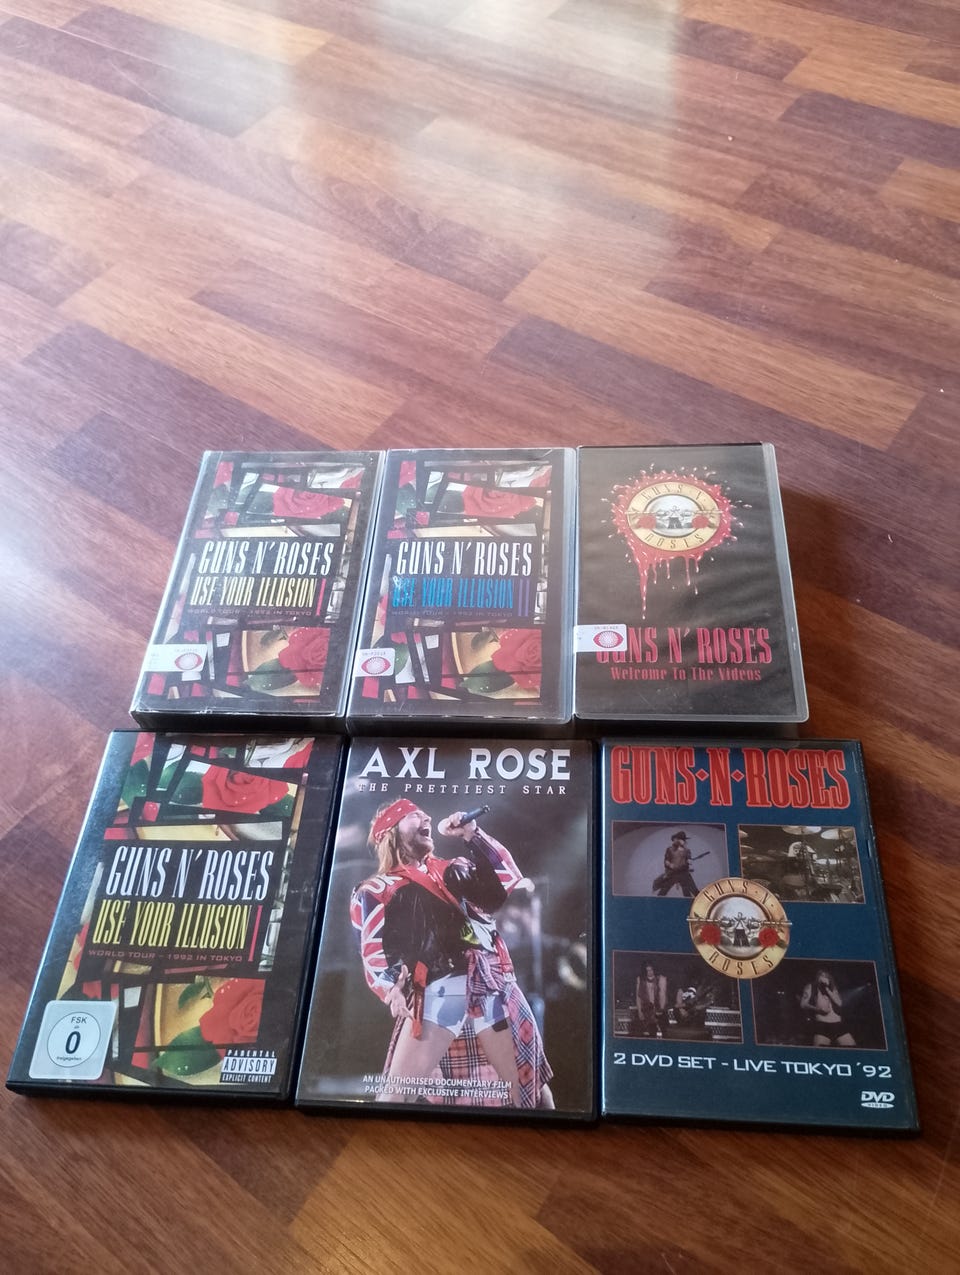 GUNS N' ROSES
USE YOUR ILLUSION I
WORLD TOUR - 1992 IN TOKYO
GUNS N' ROSES
USE YOUR ILLUSION II
WORLD TOUR - 1992 IN TOKYO
GUNS N' ROSES
GUNS N' ROSES
Welcome To The Videos
GUNS N' ROSES
USE YOUR ILLUSION I
WORLD TOUR - 1992 IN TOKYO
FSK
ab
0
freigegeben
PARENTAL
ADVISORY
EXPLICIT CONTENT
AXL ROSE
THE PRETTIEST STAR
AN UNAUTHORISED DOCUMENTARY FILM
PACKED WITH EXCLUSIVE INTERVIEWS
GUNS•N•ROSES
GUNS•N•
ROSES
2 DVD SET - LIVE TOKYO '92
DVD
VIDEO